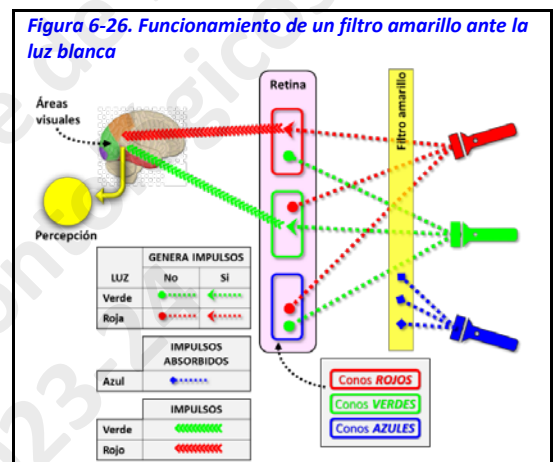 Figura 6-26. Funcionamiento de un filtro amarillo ante la
luz blanca
Retina
Filtro amarillo
Áreas
visuales
Percepción
GENERA IMPULSOS
LUZ No Si
Verde
Roja
IMPULSOS
ABSORBIDOS
Azul
IMPULSOS
Verde
Rojo
Conos ROJOS
Conos VERDES
Conos AZULES